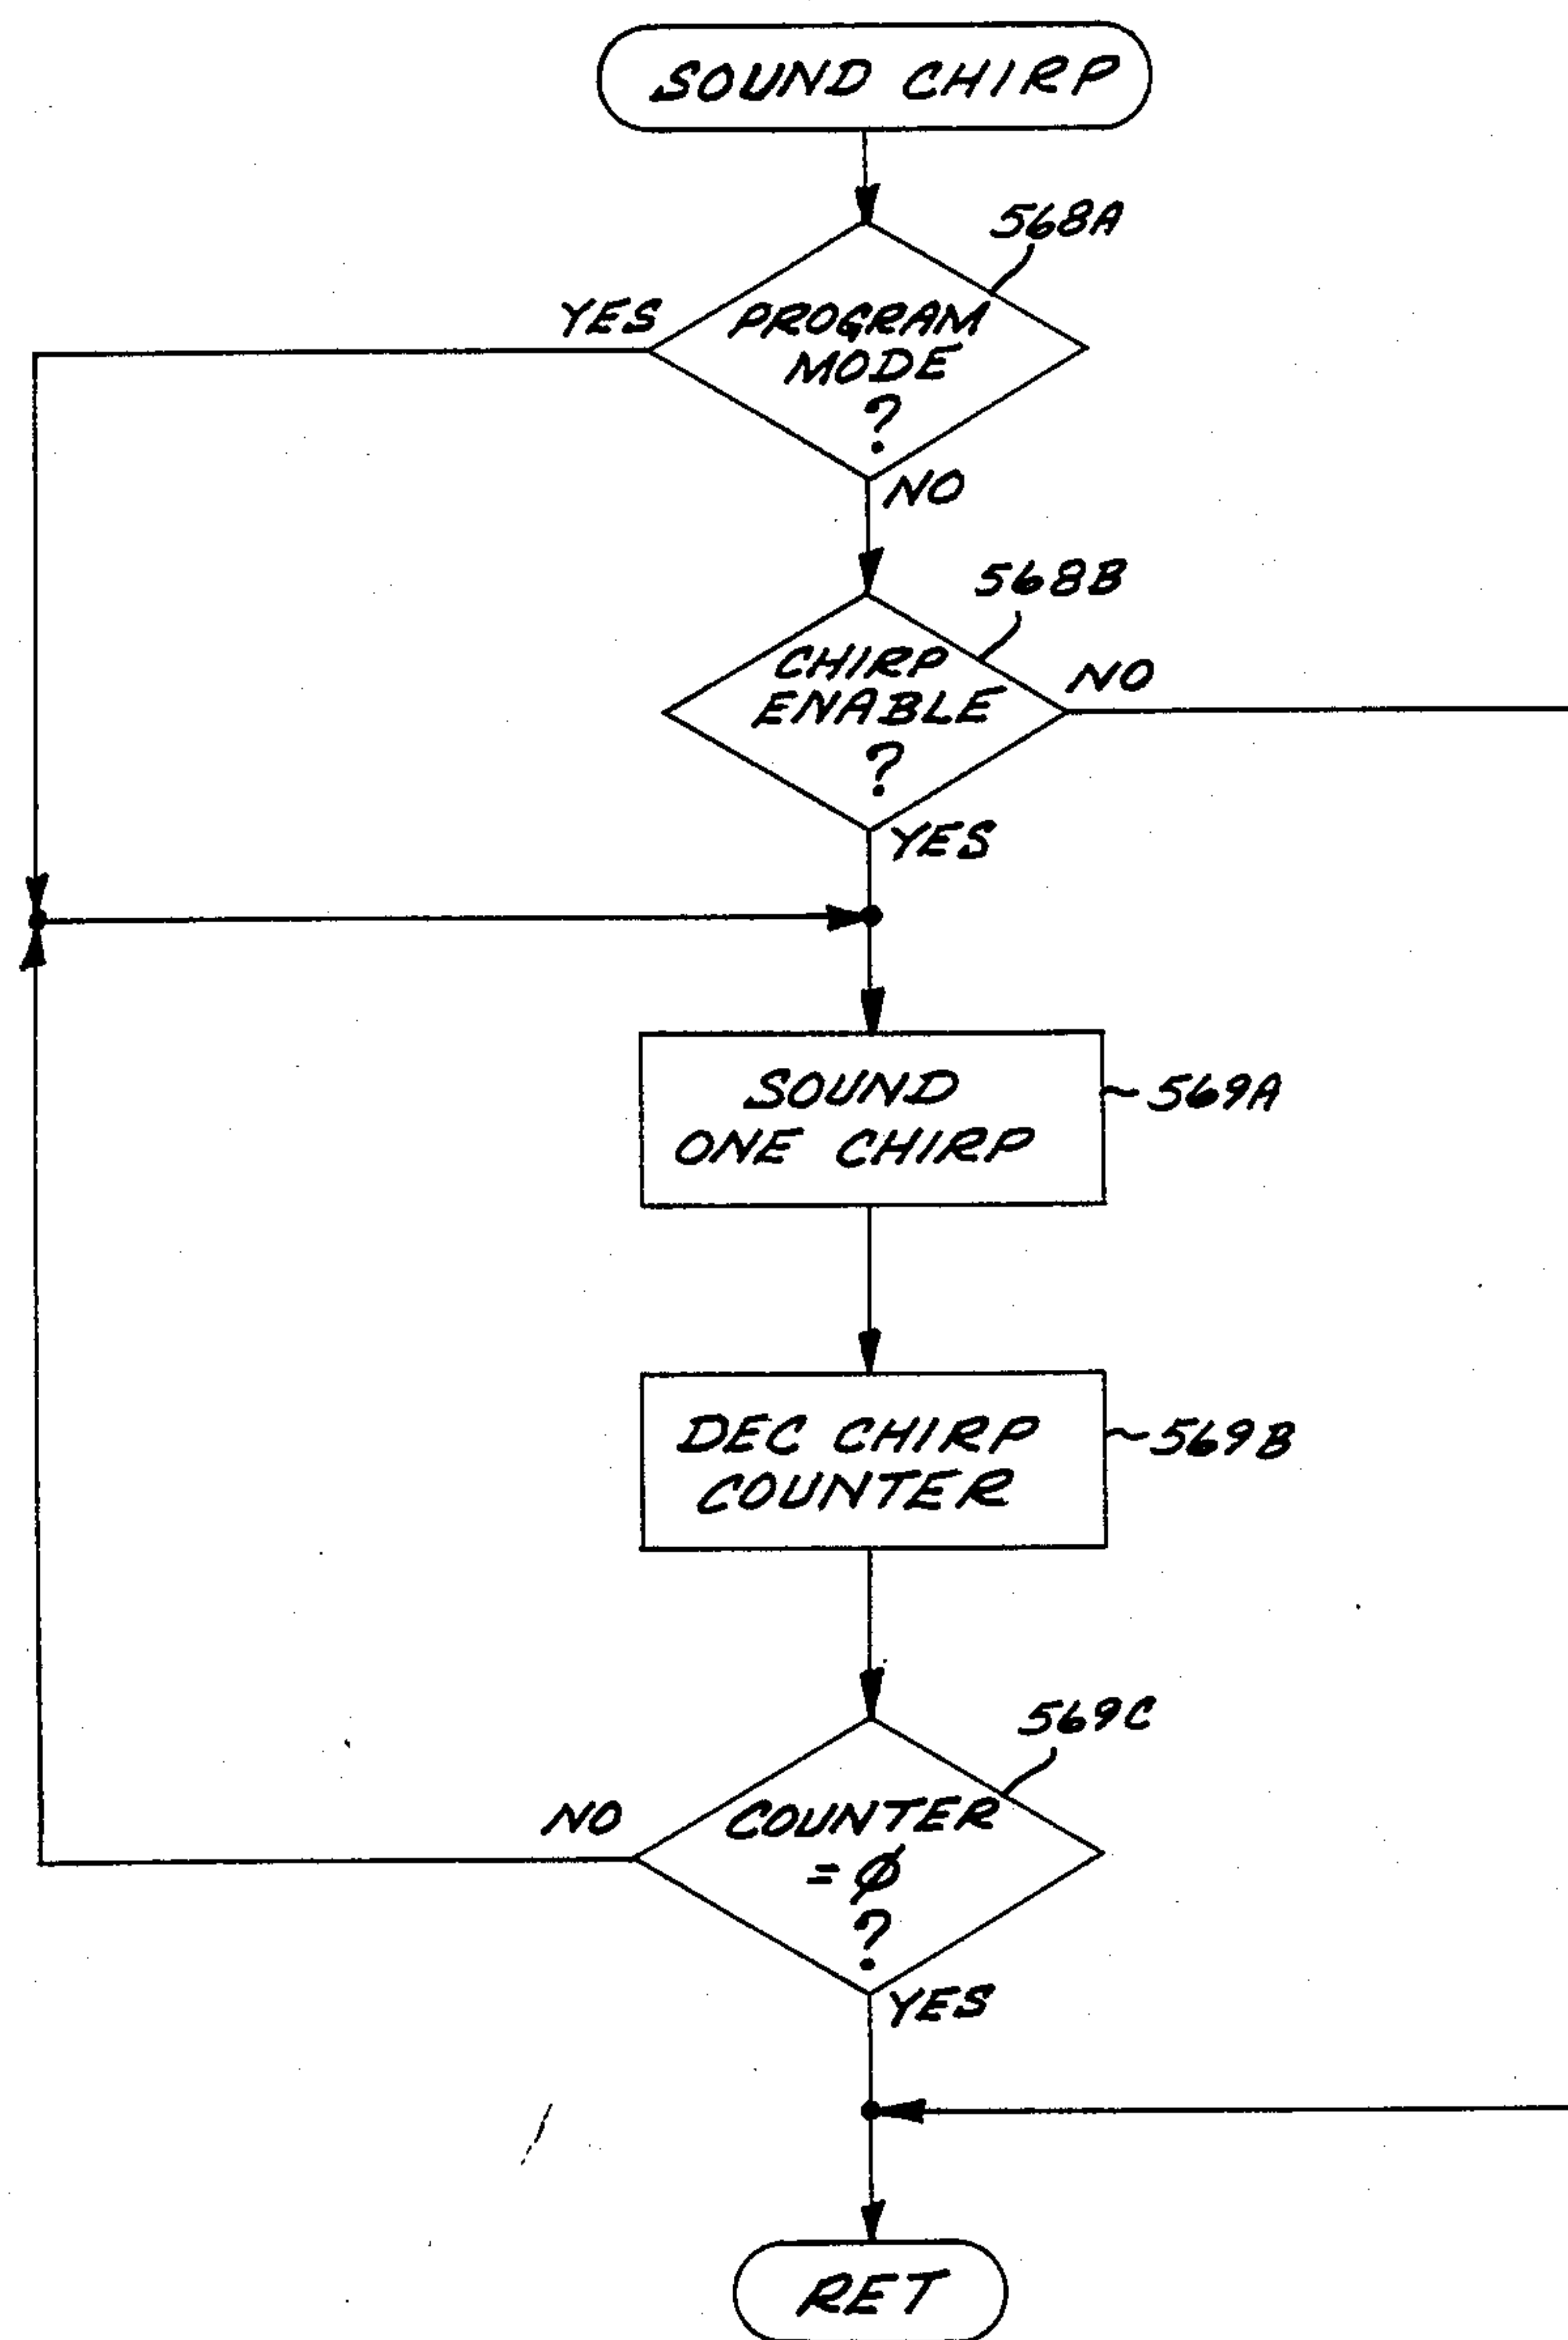 SOUND CHIRP
568A
YES
PROGRAM
MODE
?
NO
568B
CHIRP
ENABLE
?
NO
YES
SOUND
ONE CHIRP
569A
DEC CHIRP
COUNTER
569B
569C
NO
COUNTER
=∅
?
YES
RET